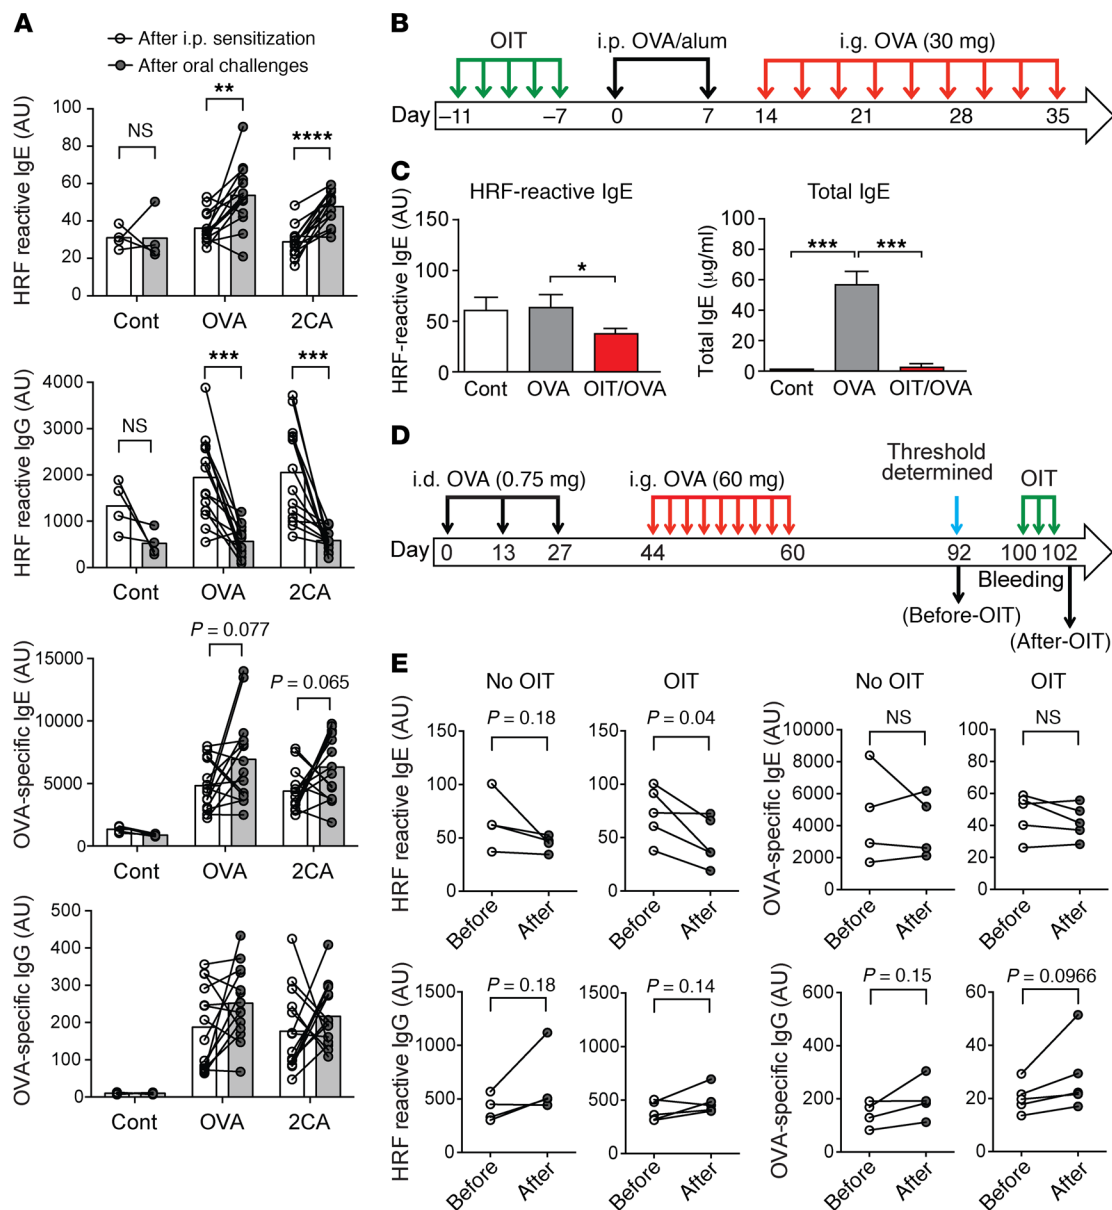 A
After i.p. sensitization
After oral challenges
HRF reactive IgE (AU)
100
80
60
40
20
0
NS
**
****
Cont OVA 2CA
HRF reactive IgG (AU)
4000
3000
2000
1000
0
NS
***
***
Cont OVA 2CA
OVA-specific IgE (AU)
15000
10000
5000
0
P = 0.077
P = 0.065
Cont OVA 2CA
OVA-specific IgG (AU)
500
400
300
200
100
0
Cont OVA 2CA
B
OIT i.p. OVA/alum i.g. OVA (30 mg)
Day –11 –7 0 7 14 21 28 35
C
HRF-reactive IgE
HRF-reactive IgE (AU)
150
100
50
0
*
Cont OVA OIT/OVA
Total IgE
Total IgE (μg/ml)
100
80
60
40
20
0
*** ***
Cont OVA OIT/OVA
D
i.d. OVA (0.75 mg) i.g. OVA (60 mg) Threshold
determined
OIT
Day 0 13 27 44 60 92 100 102
Bleeding
(Before-OIT)
(After-OIT)
E
No OIT
HRF reactive IgE (AU)
150
100
50
0
P = 0.18
Before After
OIT
150
100
50
0
P = 0.04
Before After
No OIT
OVA-specific IgE (AU)
10000
8000
6000
4000
2000
0
NS
Before After
OIT
100
80
60
40
20
0
NS
Before After
HRF reactive IgG (AU)
1500
1000
500
0
P = 0.18
Before After
1500
1000
500
0
P = 0.14
Before After
OVA-specific IgG (AU)
600
400
200
0
P = 0.15
Before After
60
40
20
0
P = 0.0966
Before After